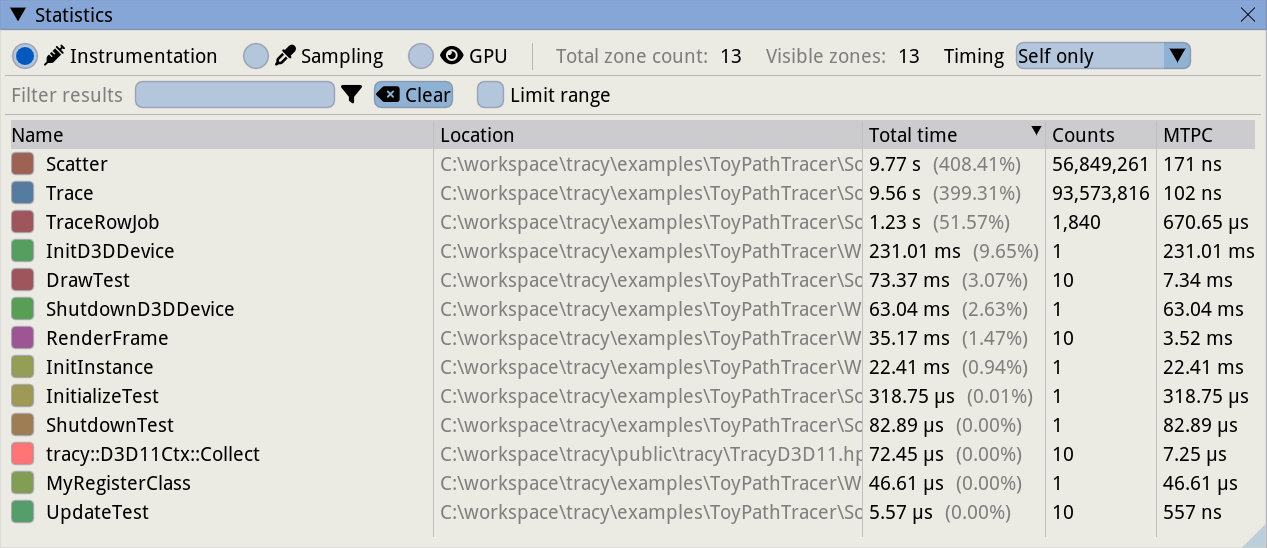 Statistics
Instrumentation Sampling GPU Total zone count: 13 Visible zones: 13 Timing Self only
Filter results Clear Limit range
Name Location Total time Counts MTPC
Scatter C:\workspace\tracy\examples\ToyPathTracer\Sc 9.77 s (408.41%) 56,849,261 171 ns
Trace C:\workspace\tracy\examples\ToyPathTracer\Sc 9.56 s (399.31%) 93,573,816 102 ns
TraceRowJob C:\workspace\tracy\examples\ToyPathTracer\Sc 1.23 s (51.57%) 1,840 670.65 µs
InitD3DDevice C:\workspace\tracy\examples\ToyPathTracer\W 231.01 ms (9.65%) 1 231.01 ms
DrawTest C:\workspace\tracy\examples\ToyPathTracer\Sc 73.37 ms (3.07%) 10 7.34 ms
ShutdownD3DDevice C:\workspace\tracy\examples\ToyPathTracer\W 63.04 ms (2.63%) 1 63.04 ms
RenderFrame C:\workspace\tracy\examples\ToyPathTracer\W 35.17 ms (1.47%) 10 3.52 ms
InitInstance C:\workspace\tracy\examples\ToyPathTracer\W 22.41 ms (0.94%) 1 22.41 ms
InitializeTest C:\workspace\tracy\examples\ToyPathTracer\Sc 318.75 µs (0.01%) 1 318.75 µs
ShutdownTest C:\workspace\tracy\examples\ToyPathTracer\Sc 82.89 µs (0.00%) 1 82.89 µs
tracy::D3D11Ctx::Collect C:\workspace\tracy\public\tracy\TracyD3D11.hp 72.45 µs (0.00%) 10 7.25 µs
MyRegisterClass C:\workspace\tracy\examples\ToyPathTracer\W 46.61 µs (0.00%) 1 46.61 µs
UpdateTest C:\workspace\tracy\examples\ToyPathTracer\Sc 5.57 µs (0.00%) 10 557 ns